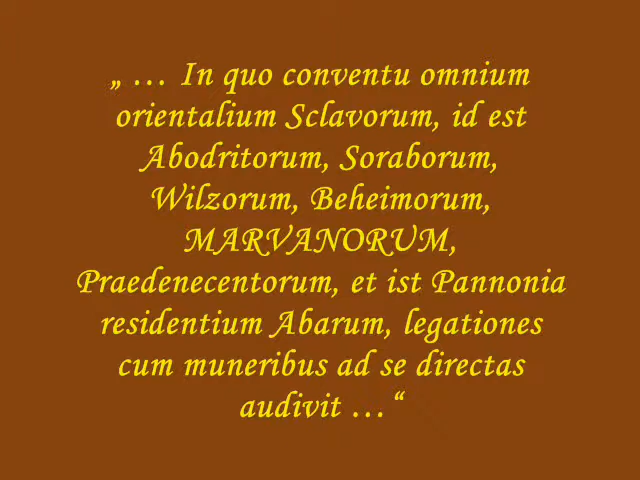 „ … In quo conventu omnium
orientalium Sclavorum, id est
Abodritorum, Soraborum,
Wilzorum, Beheimorum,
MARVANORUM,
Praedenecentorum, et ist Pannonia
residentium Abarum, legationes
cum muneribus ad se directas
audivit …“